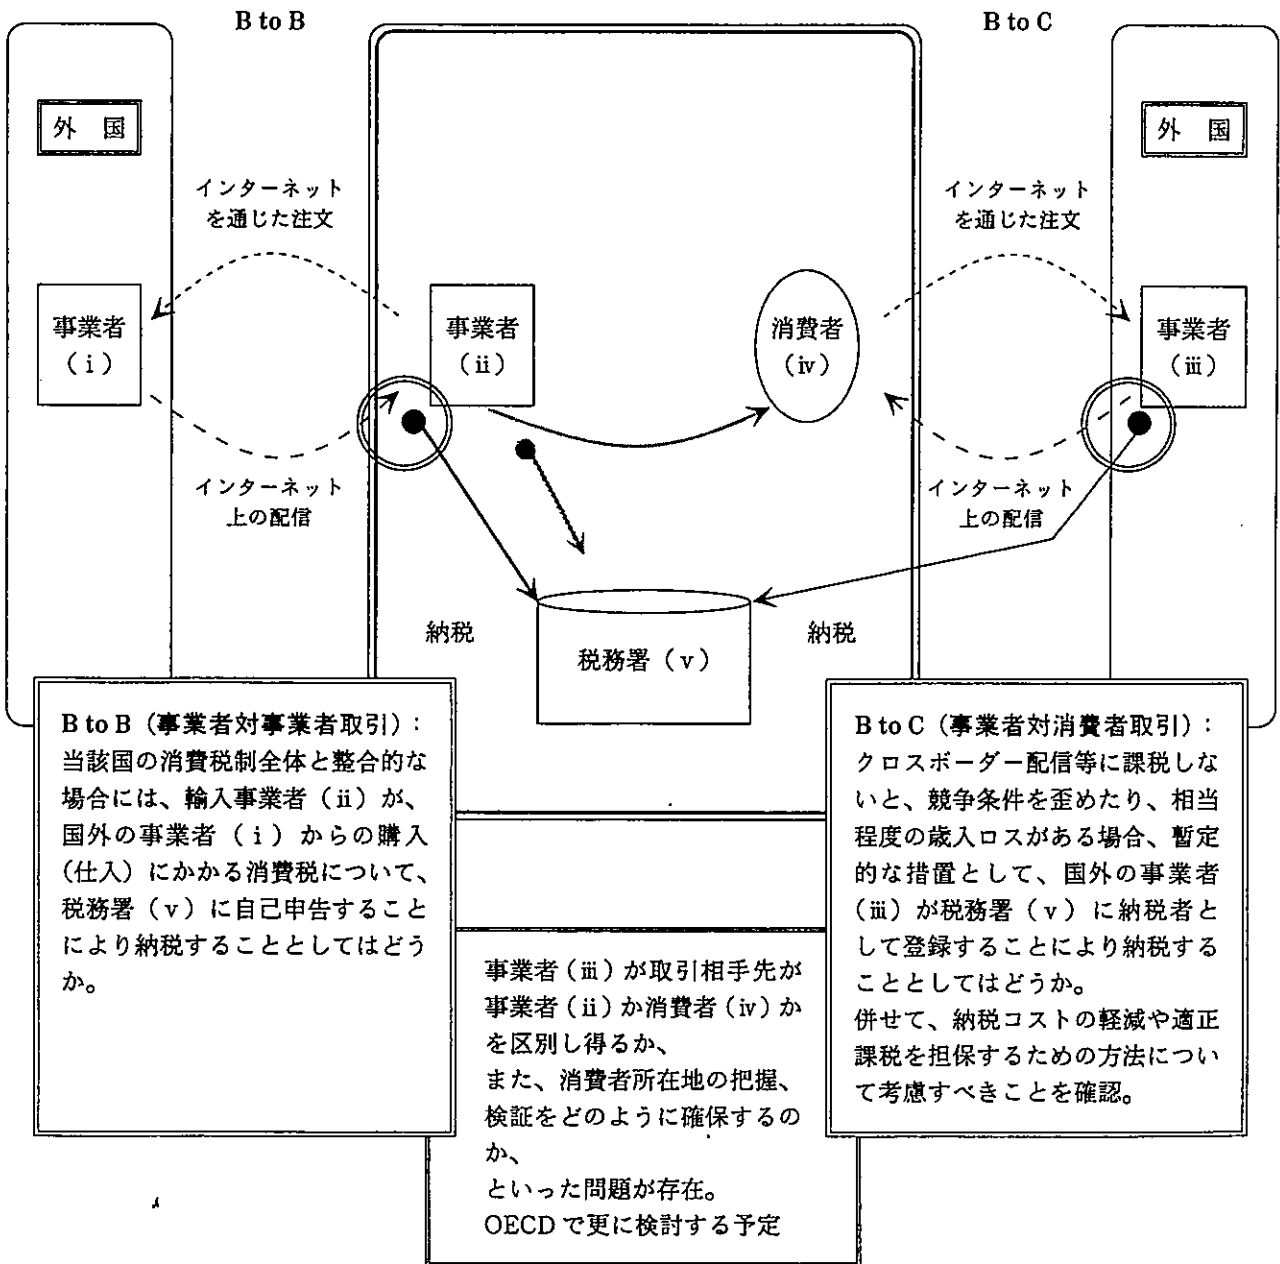 B to B
B to C
外 国
外 国
インターネット
を通じた注文
インターネット
を通じた注文
事業者
（ⅰ）
事業者
（ⅱ）
消費者
（ⅳ）
事業者
（ⅲ）
インターネット
上の配信
インターネット
上の配信
納税
納税
税務署（ⅴ）
B to B（事業者対事業者取引）：
当該国の消費税制全体と整合的な
場合には、輸入事業者（ⅱ）が、
国外の事業者（ⅰ）からの購入
（仕入）にかかる消費税について、
税務署（ⅴ）に自己申告すること
により納税することとしてはどう
か。
B to C（事業者対消費者取引）：
クロスボーダー配信等に課税しな
いと、競争条件を歪めたり、相当
程度の歳入ロスがある場合、暫定
的な措置として、国外の事業者
（ⅲ）が税務署（ⅴ）に納税者と
して登録することにより納税する
こととしてはどうか。
併せて、納税コストの軽減や適正
課税を担保するための方法につい
て考慮すべきことを確認。
事業者（ⅲ）が取引相手先が
事業者（ⅱ）か消費者（ⅳ）か
を区別し得るか、
また、消費者所在地の把握、
検証をどのように確保するの
か、
といった問題が存在。
OECDで更に検討する予定